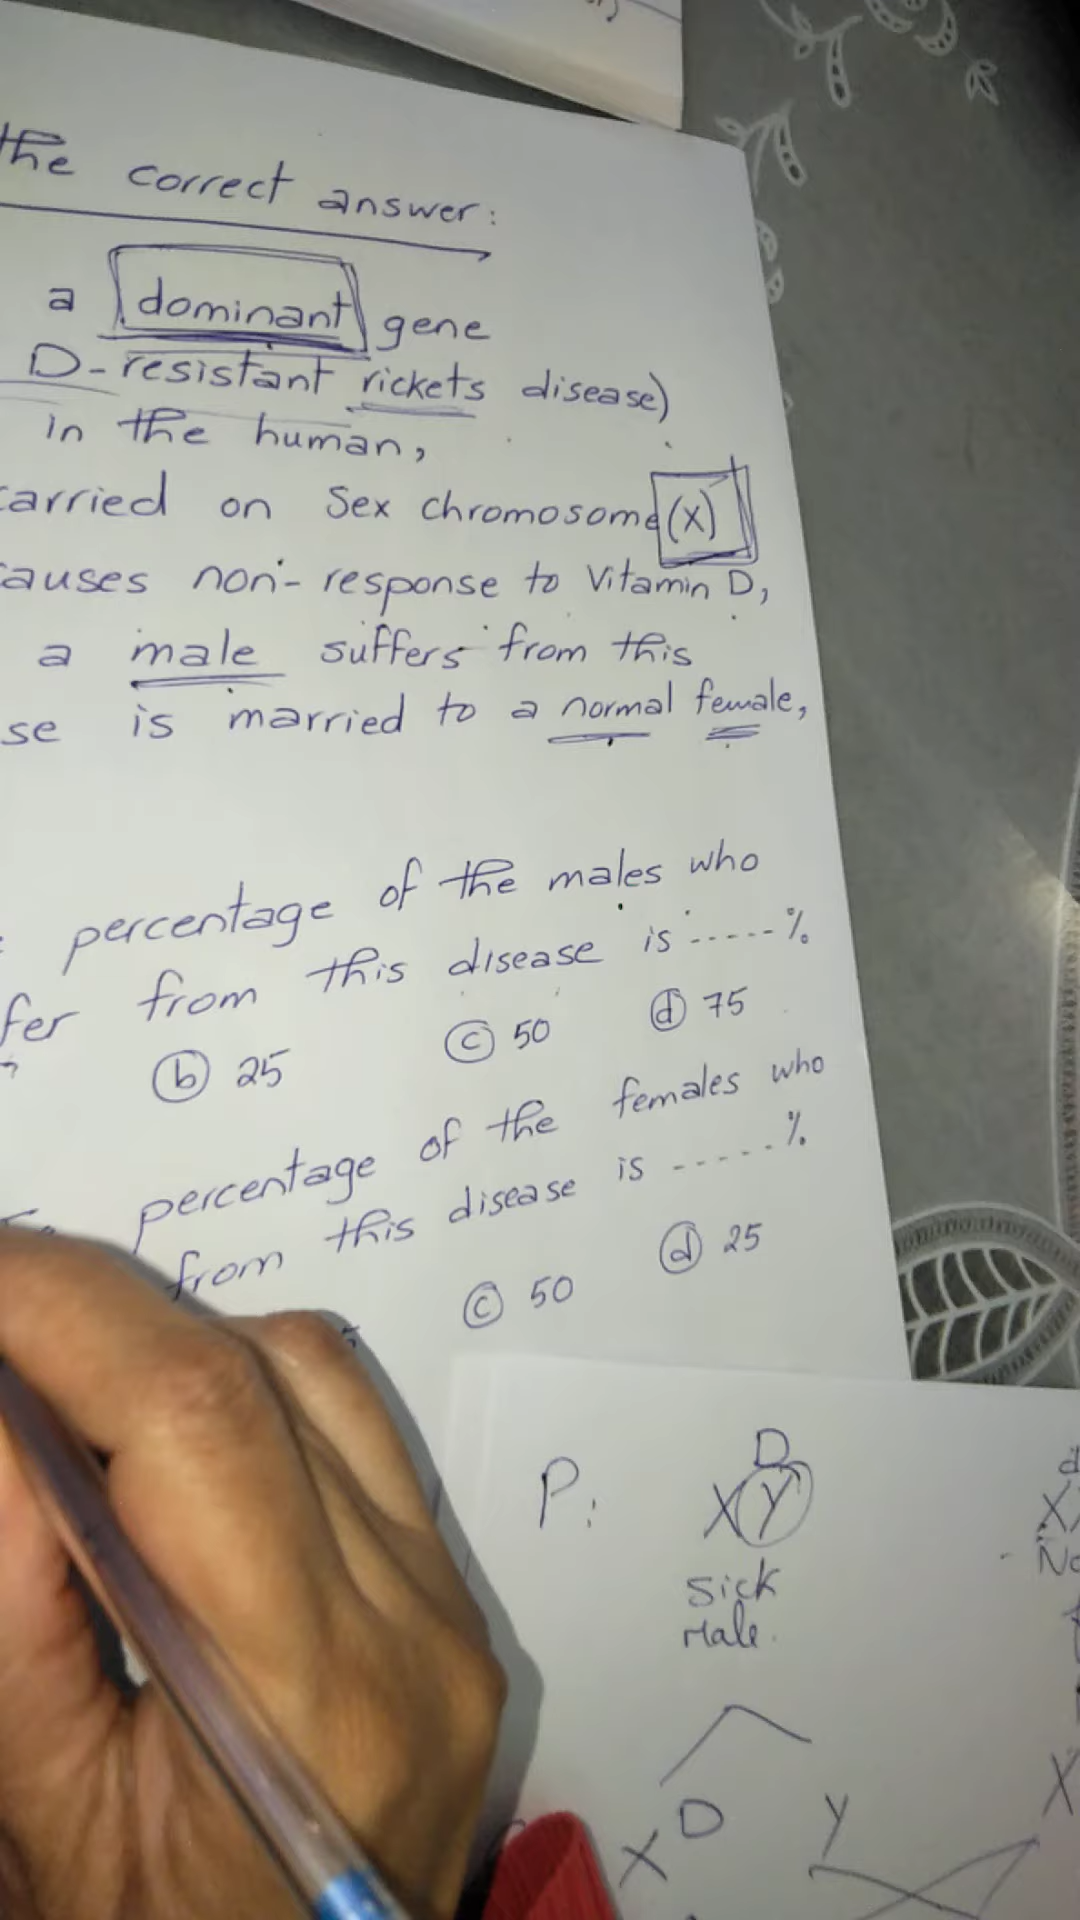 the correct answer:
a dominant gene
D-resistant rickets disease)
in the human,
carried on Sex chromosome (X)
causes non-response to Vitamin D,
a male suffers from this
se is married to a normal female,
percentage of the males who
fer from this disease is ------%
(b) 25 (c) 50 (d) 75
percentage of the females who
from this disease is ------%
(c) 50 (d) 25
P: XY D
Sick
Male.
X D Y X